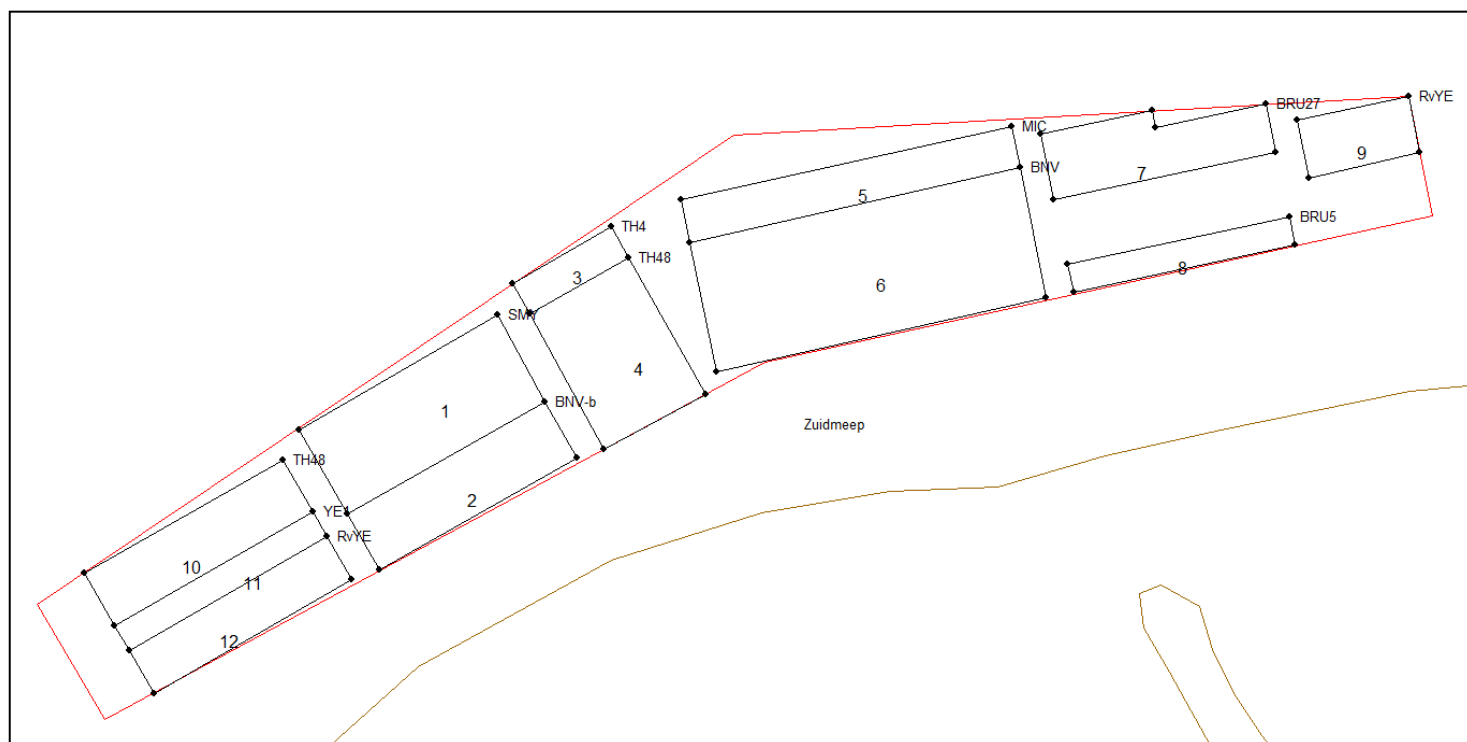 RvYE
BRU27
MIC
9
BNV
7
5
BRU5
TH4
TH48
8
3
6
SMY
4
BNV-b
1
Zuidmeep
TH48
2
YE1
RvYE
10
11
12